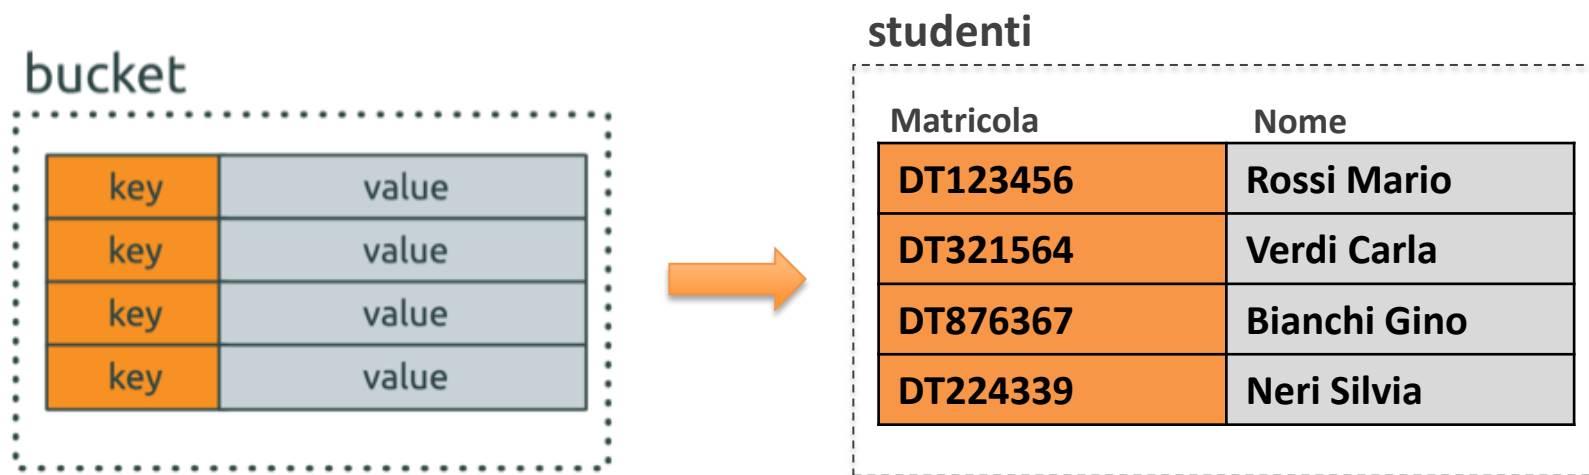 bucket
key value
key value
key value
key value
studenti
Matricola Nome
DT123456 Rossi Mario
DT321564 Verdi Carla
DT876367 Bianchi Gino
DT224339 Neri Silvia